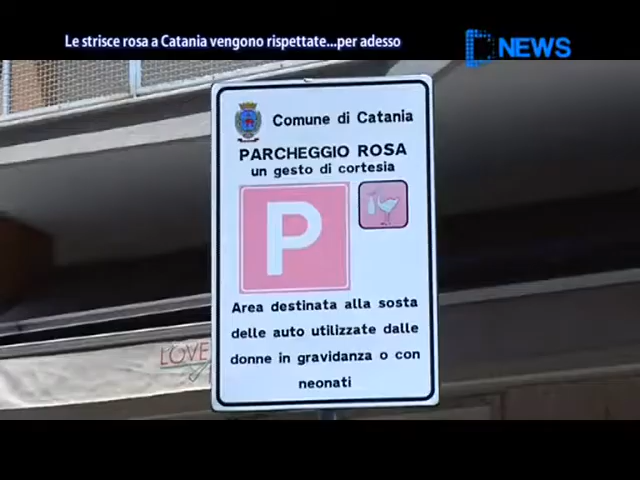 Le strisce rosa a Catania vengono rispettate...per adesso
D NEWS
Comune di Catania
PARCHEGGIO ROSA
un gesto di cortesia
P
Area destinata alla sosta
delle auto utilizzate dalle
donne in gravidanza o con
neonati
LOVE